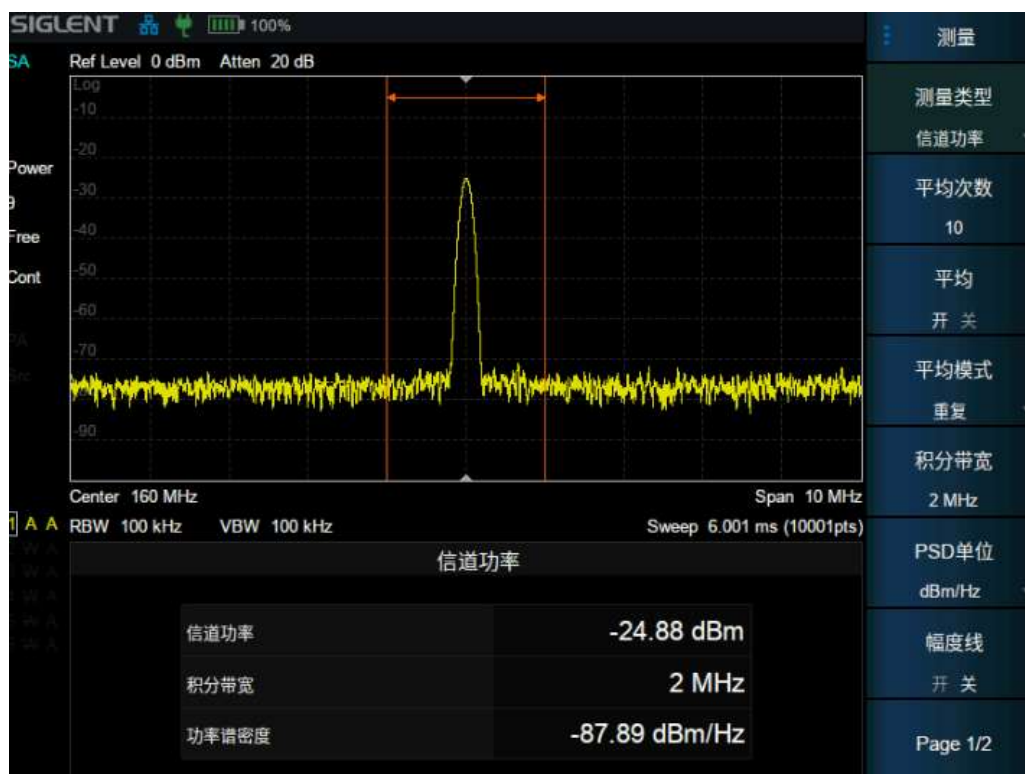 SIGLENT 100%
测量
SA Ref Level 0 dBm Atten 20 dB
Log
-10
-20
-30
-40
-50
-60
-70
-90
Power
9
Free
Cont
PA
Src
Center 160 MHz Span 10 MHz
1 A A RBW 100 kHz VBW 100 kHz Sweep 6.001 ms (10001pts)
信道功率
信道功率 -24.88 dBm
积分带宽 2 MHz
功率谱密度 -87.89 dBm/Hz
测量类型
信道功率
平均次数
10
平均
开 关
平均模式
重复
积分带宽
2 MHz
PSD单位
dBm/Hz
幅度线
开 关
Page 1/2